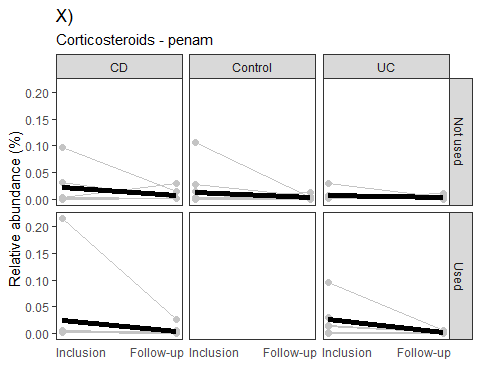 X)
Corticosteroids - penam
CD Control UC
Relative abundance (%)
0.20
0.15
0.10
0.05
0.00
Not used
0.20
0.15
0.10
0.05
0.00
Used
Inclusion Follow-up Inclusion Follow-up Inclusion Follow-up